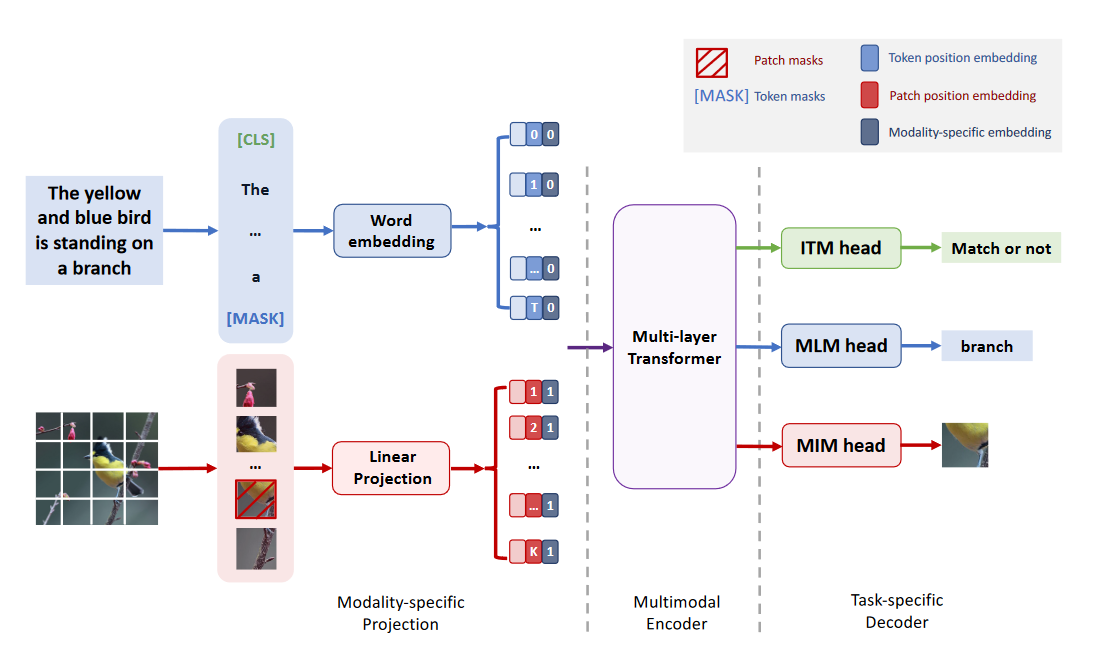 Patch masks
[MASK] Token masks
Token position embedding
Patch position embedding
Modality-specific embedding
The yellow
and blue bird
is standing on
a branch
[CLS]
The
...
a
[MASK]
Word
embedding
0 0
1 0
...
... 0
T 0
...
Linear
Projection
1 1
2 1
...
... 1
K 1
Multi-layer
Transformer
ITM head
Match or not
MLM head
branch
MIM head
Modality-specific
Projection
Multimodal
Encoder
Task-specific
Decoder